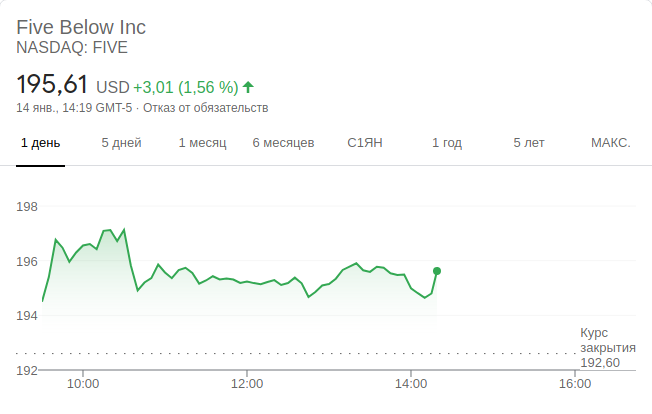 Five Below Inc
NASDAQ: FIVE
195,61 USD +3,01 (1,56 %)
14 янв., 14:19 GMT-5 · Отказ от обязательств
1 день 5 дней 1 месяц 6 месяцев С1ЯН 1 год 5 лет МАКС.
198
196
194
Курс
закрытия
192,60
192
10:00 12:00 14:00 16:00